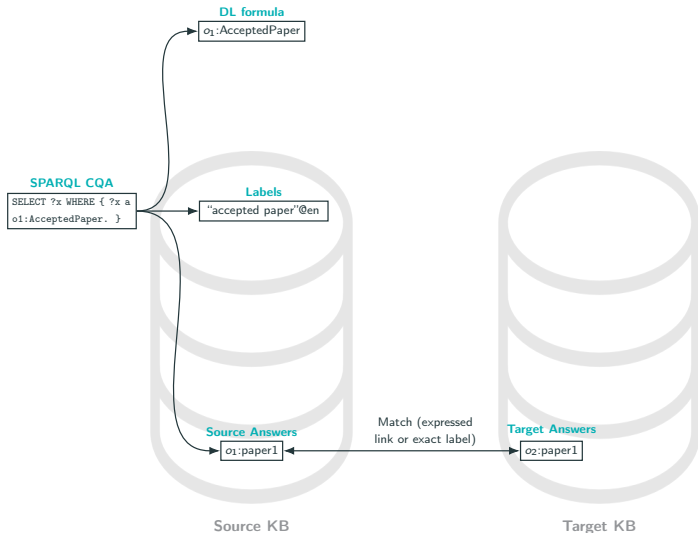 DL formula
o₁:AcceptedPaper
SPARQL CQA
SELECT ?x WHERE { ?x a
o1:AcceptedPaper. }
Labels
“accepted paper”@en
Match (expressed
link or exact label)
Source Answers
o₁:paper1
Target Answers
o₂:paper1
Source KB
Target KB